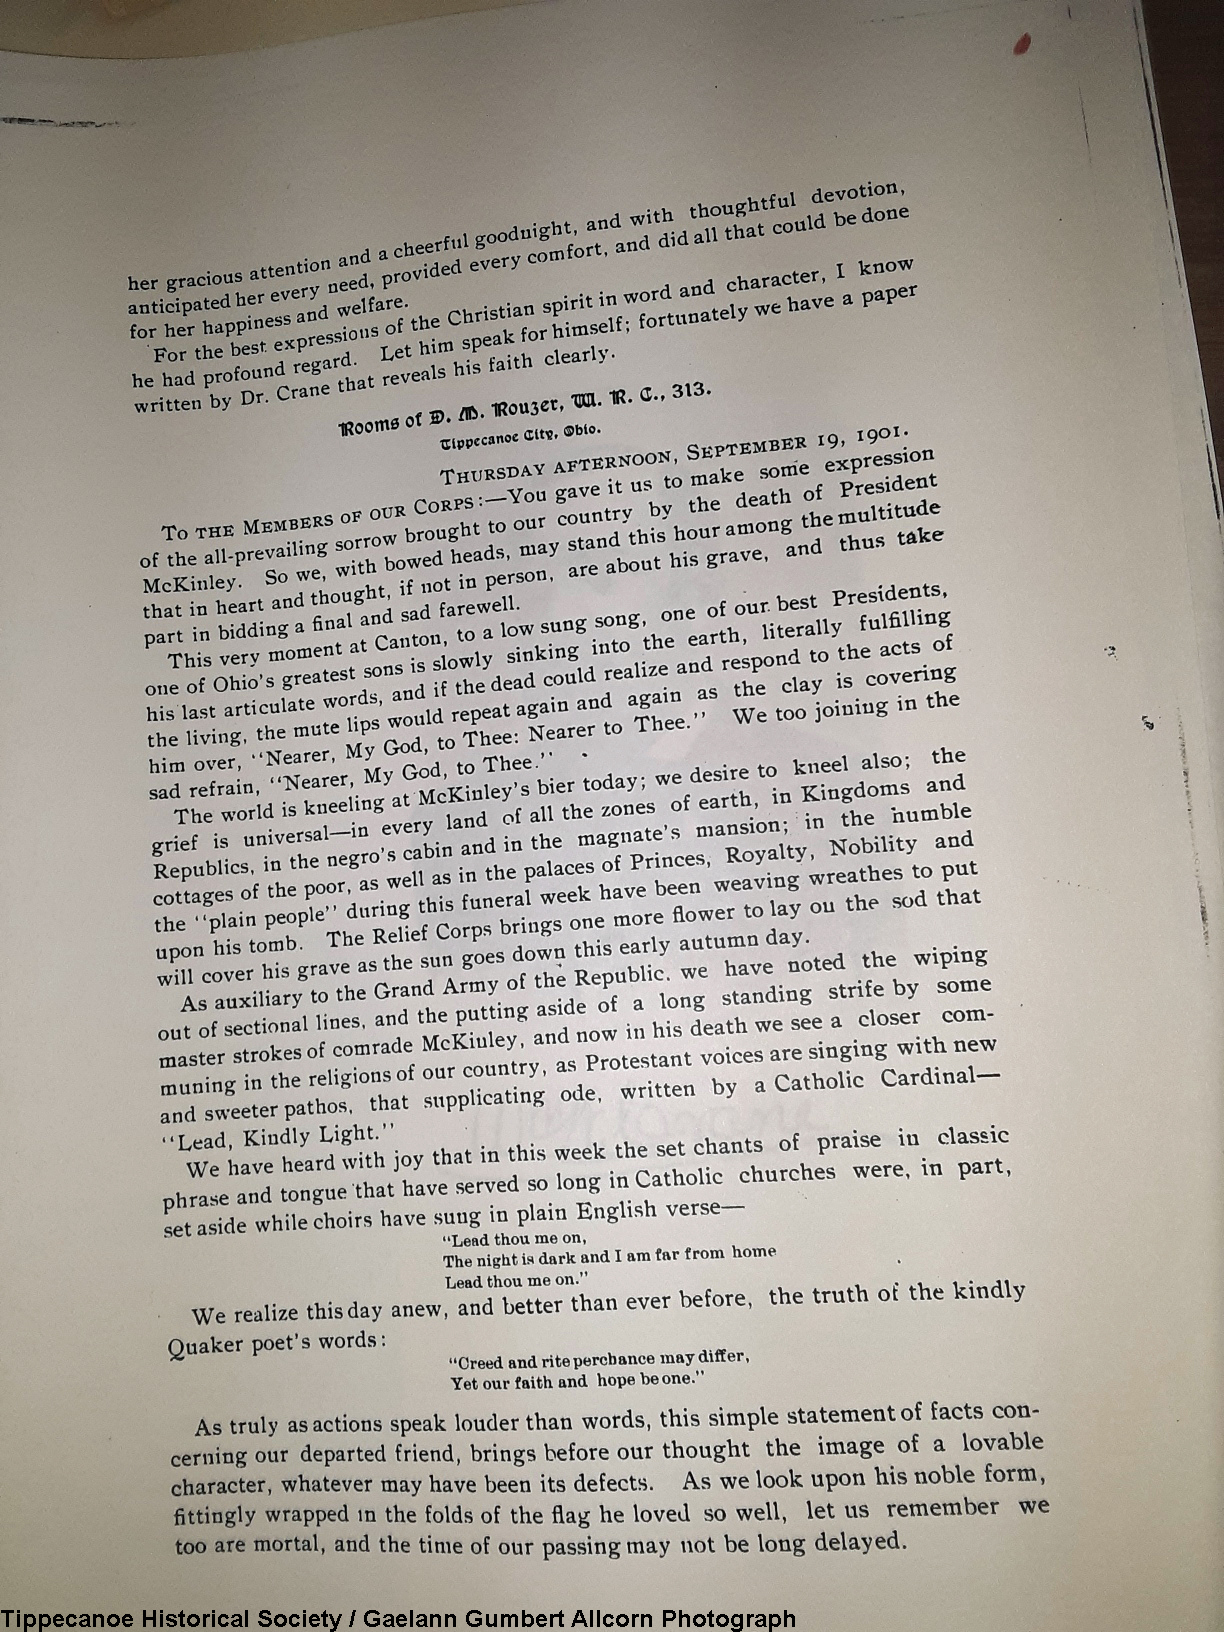 her gracious attention and a cheerful goodnight, and with thoughtful devotion,
anticipated her every need, provided every comfort, and did all that could be done
for her happiness and welfare.
For the best expressions of the Christian spirit in word and character, I know
he had profound regard. Let him speak for himself; fortunately we have a paper
written by Dr. Crane that reveals his faith clearly.
Rooms of D. M. Rouzer, W. R. C., 313.
Tippecanoe City, Ohio.
THURSDAY AFTERNOON, SEPTEMBER 19, 1901.
TO THE MEMBERS OF OUR CORPS:—You gave it us to make some expression
of the all-prevailing sorrow brought to our country by the death of President
McKinley. So we, with bowed heads, may stand this hour among the multitude
that in heart and thought, if not in person, are about his grave, and thus take
part in bidding a final and sad farewell.
This very moment at Canton, to a low sung song, one of our best Presidents,
one of Ohio's greatest sons is slowly sinking into the earth, literally fulfilling
his last articulate words, and if the dead could realize and respond to the acts of
the living, the mute lips would repeat again and again as the clay is covering
him over, "Nearer, My God, to Thee: Nearer to Thee." We too joining in the
sad refrain, "Nearer, My God, to Thee."
The world is kneeling at McKinley's bier today; we desire to kneel also; the
grief is universal—in every land of all the zones of earth, in Kingdoms and
Republics, in the negro's cabin and in the magnate's mansion; in the humble
cottages of the poor, as well as in the palaces of Princes, Royalty, Nobility and
the "plain people" during this funeral week have been weaving wreathes to put
upon his tomb. The Relief Corps brings one more flower to lay on the sod that
will cover his grave as the sun goes down this early autumn day.
As auxiliary to the Grand Army of the Republic. we have noted the wiping
out of sectional lines, and the putting aside of a long standing strife by some
master strokes of comrade McKinley, and now in his death we see a closer com-
muning in the religions of our country, as Protestant voices are singing with new
and sweeter pathos, that supplicating ode, written by a Catholic Cardinal—
"Lead, Kindly Light."
We have heard with joy that in this week the set chants of praise in classic
phrase and tongue that have served so long in Catholic churches were, in part,
set aside while choirs have sung in plain English verse—
"Lead thou me on,
The night is dark and I am far from home
Lead thou me on."
We realize this day anew, and better than ever before, the truth of the kindly
Quaker poet's words:
"Creed and rite perchance may differ,
Yet our faith and hope be one."
As truly as actions speak louder than words, this simple statement of facts con-
cerning our departed friend, brings before our thought the image of a lovable
character, whatever may have been its defects. As we look upon his noble form,
fittingly wrapped in the folds of the flag he loved so well, let us remember we
too are mortal, and the time of our passing may not be long delayed.
Tippecanoe Historical Society / Gaelann Gumbert Allcorn Photograph